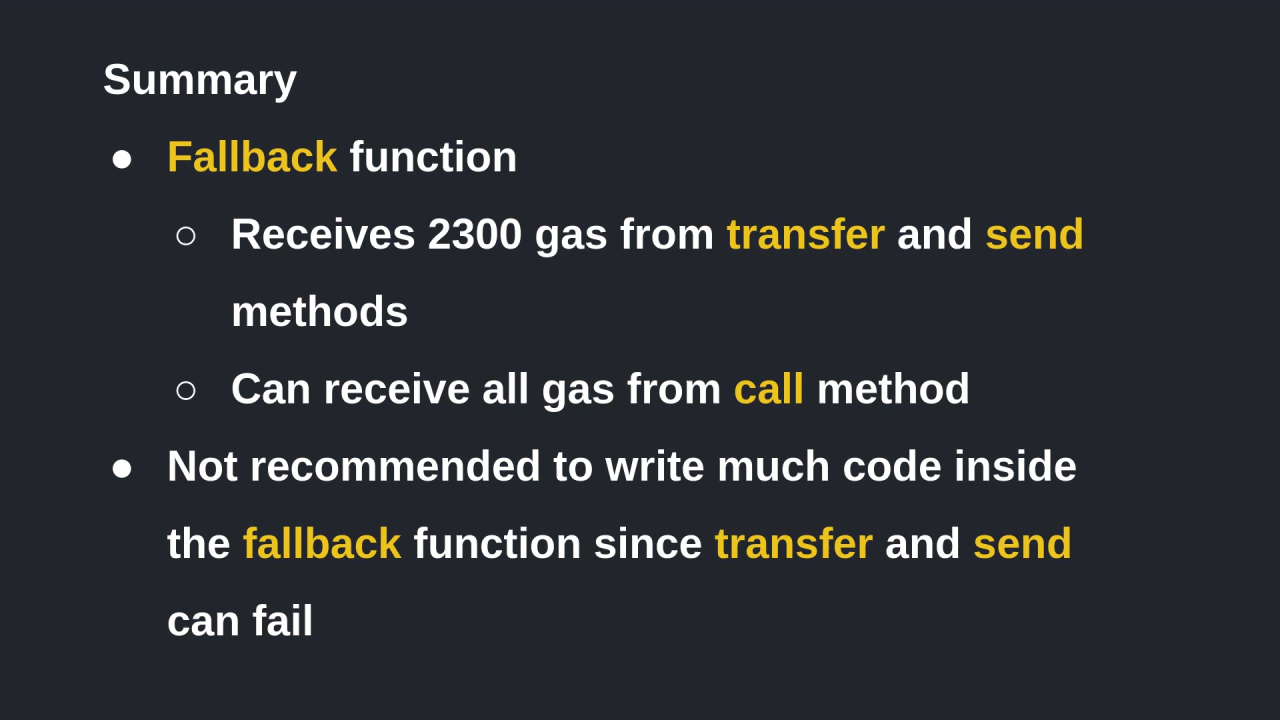 Summary
● Fallback function
○ Receives 2300 gas from transfer and send
methods
○ Can receive all gas from call method
● Not recommended to write much code inside
the fallback function since transfer and send
can fail